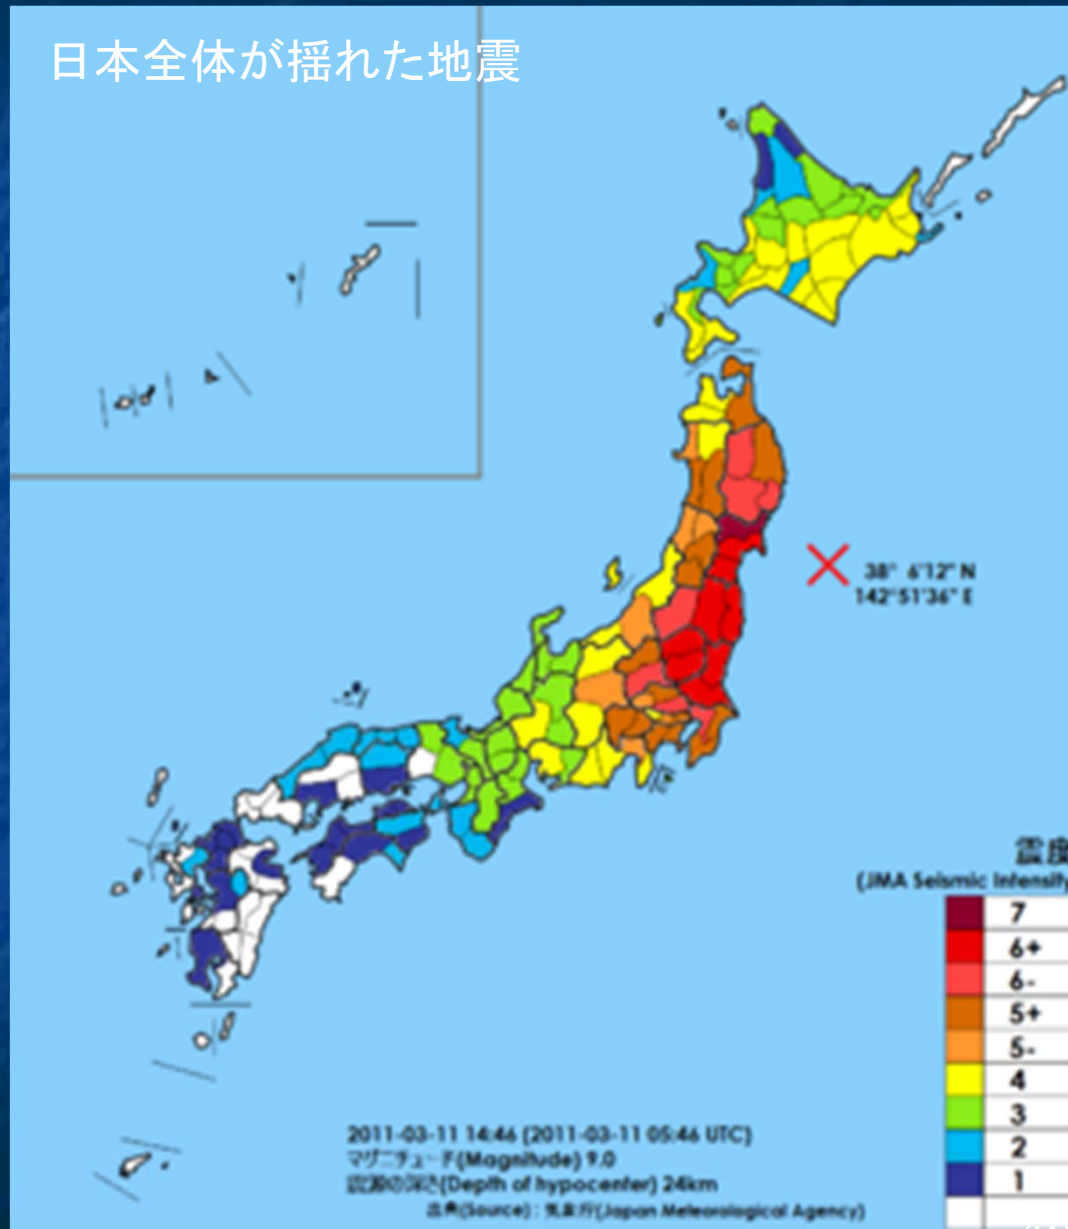 日本全体が揺れた地震
38° 6'12" N
142°51'36" E
震度
(JMA Seismic Intensity
7
6+
6-
5+
5-
4
3
2
1
2011-03-11 14:46 (2011-03-11 05:46 UTC)
マグニチュード(Magnitude) 9.0
震源の深さ(Depth of hypocenter) 24km
出典(Source) : 気象庁(Japan Meteorological Agency)